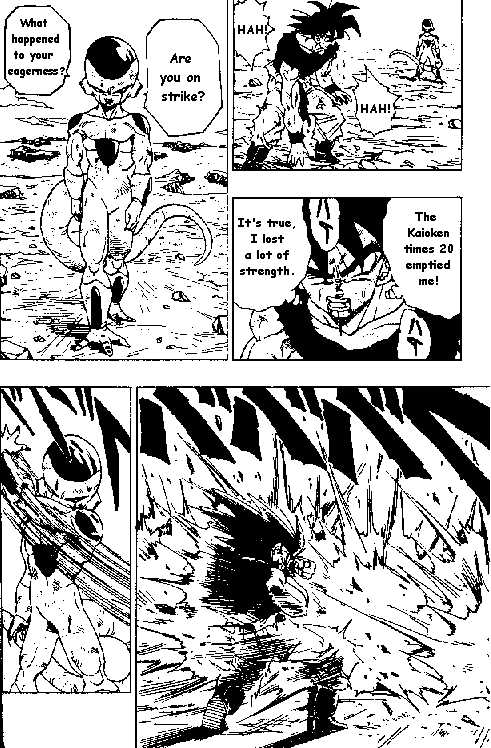 HAH!
HAH!
The
Kaioken
times 20
emptied
me!
It's true,
I lost
a lot of
strength.
Are
you on
strike?
What
happened
to your
eagerness?